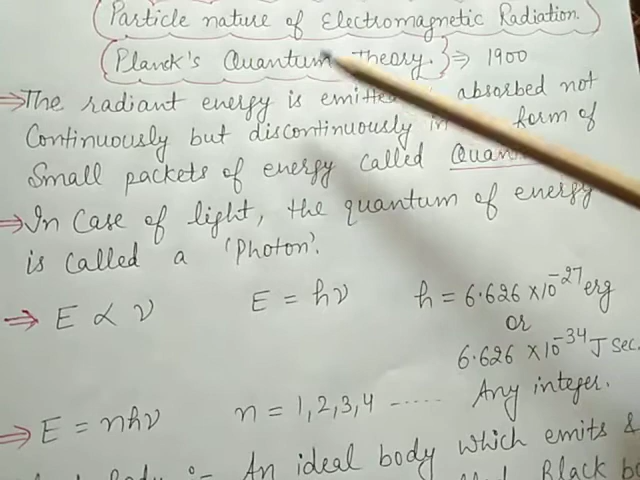 Particle nature of Electromagnetic Radiation.
Planck's Quantum Theory. ⇒ 1900
⇒ The radiant energy is emitted absorbed not
Continuously but discontinuously in form of
Small packets of energy called
⇒ In Case of light, the quantum of energy
is called a 'Photon'.
⇒ E ∝ ν E = hν h = 6.626 × 10⁻²⁷ erg
or
6.626 × 10⁻³⁴ J sec.
⇒ E = nhν n = 1, 2, 3, 4 ...... Any integer.
An ideal body which emits &
Black